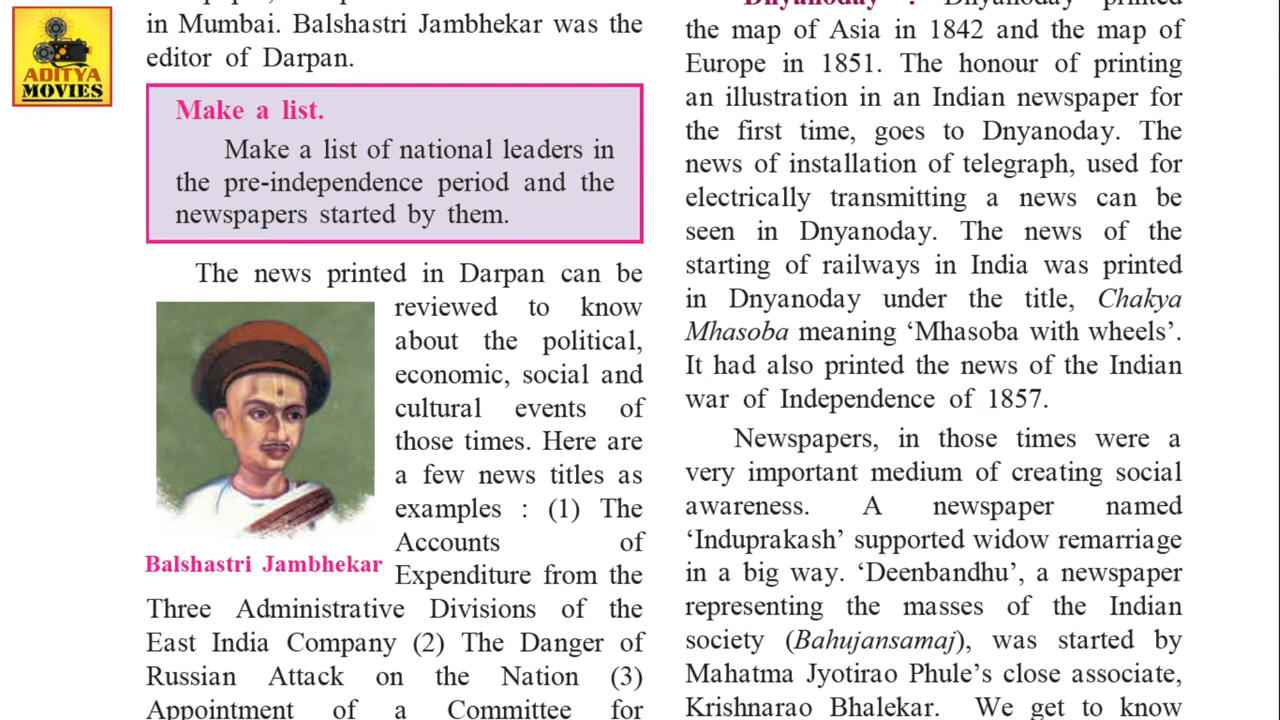 ADITYA
MOVIES
in Mumbai. Balshastri Jambhekar was the
editor of Darpan.
Make a list.
Make a list of national leaders in
the pre-independence period and the
newspapers started by them.
The news printed in Darpan can be
reviewed to know
about the political,
economic, social and
cultural events of
those times. Here are
a few news titles as
examples : (1) The
Accounts of
Expenditure from the
Balshastri Jambhekar
Three Administrative Divisions of the
East India Company (2) The Danger of
Russian Attack on the Nation (3)
Appointment of a Committee for
Dnyanoday : Dnyanoday printed
the map of Asia in 1842 and the map of
Europe in 1851. The honour of printing
an illustration in an Indian newspaper for
the first time, goes to Dnyanoday. The
news of installation of telegraph, used for
electrically transmitting a news can be
seen in Dnyanoday. The news of the
starting of railways in India was printed
in Dnyanoday under the title, Chakya
Mhasoba meaning ‘Mhasoba with wheels’.
It had also printed the news of the Indian
war of Independence of 1857.
Newspapers, in those times were a
very important medium of creating social
awareness. A newspaper named
‘Induprakash’ supported widow remarriage
in a big way. ‘Deenbandhu’, a newspaper
representing the masses of the Indian
society (Bahujansamaj), was started by
Mahatma Jyotirao Phule’s close associate,
Krishnarao Bhalekar. We get to know